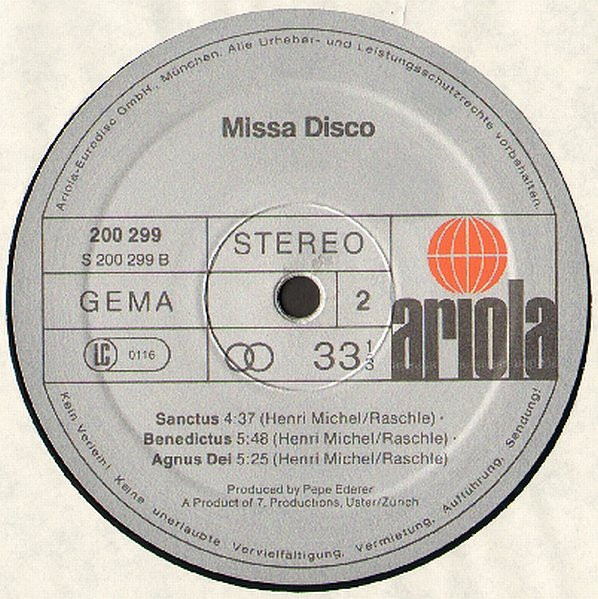 Ariola-Eurodisc GmbH., München. Alle Urheber- und Leistungsschutzrechte vorbehalten.
Missa Disco
200 299
S 200 299 B
STEREO
GEMA
2
LC 0116
33 1/3
ariola
Sanctus 4:37 (Henri Michel/Raschle) ·
Benedictus 5:48 (Henri Michel/Raschle) ·
Agnus Dei 5:25 (Henri Michel/Raschle)
Produced by Pepe Ederer
A Product of 7. Productions, Uster/Zürich
Kein Verleih! Keine unerlaubte Vervielfältigung, Vermietung, Aufführung, Sendung!